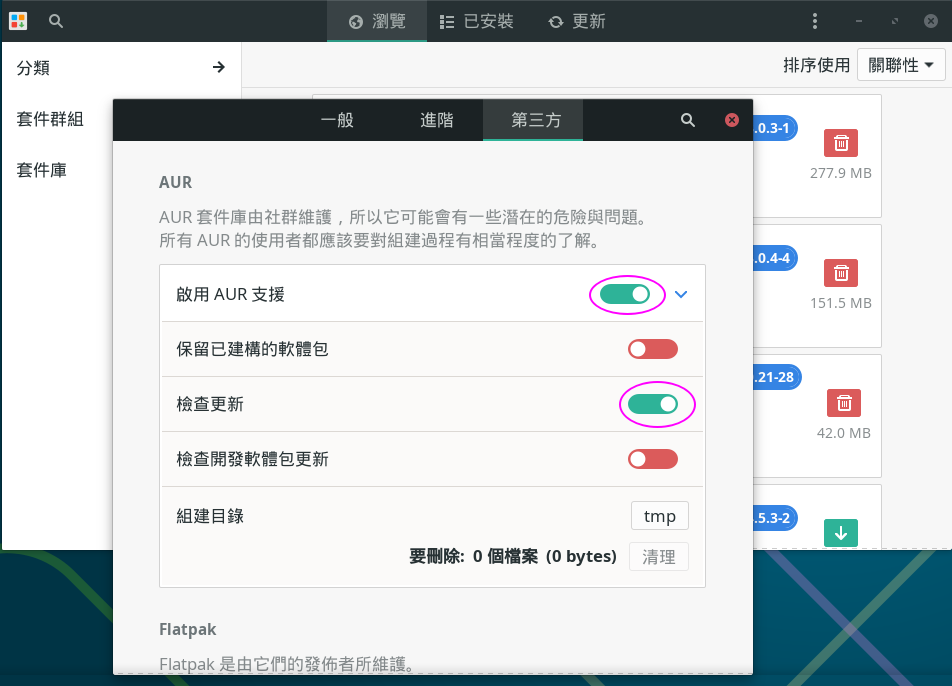 瀏覽
已安裝
更新
分類
排序使用
關聯性
套件群組
套件庫
一般
進階
第三方
.0.3-1
277.9 MB
AUR
AUR 套件庫由社群維護，所以它可能會有一些潛在的危險與問題。
所有 AUR 的使用者都應該要對組建過程有相當程度的了解。
啟用 AUR 支援
.0.4-4
151.5 MB
保留已建構的軟體包
.21-28
檢查更新
42.0 MB
檢查開發軟體包更新
組建目錄
tmp
.5.3-2
要刪除: 0 個檔案 (0 bytes)
清理
Flatpak
Flatpak 是由它們的發佈者所維護。